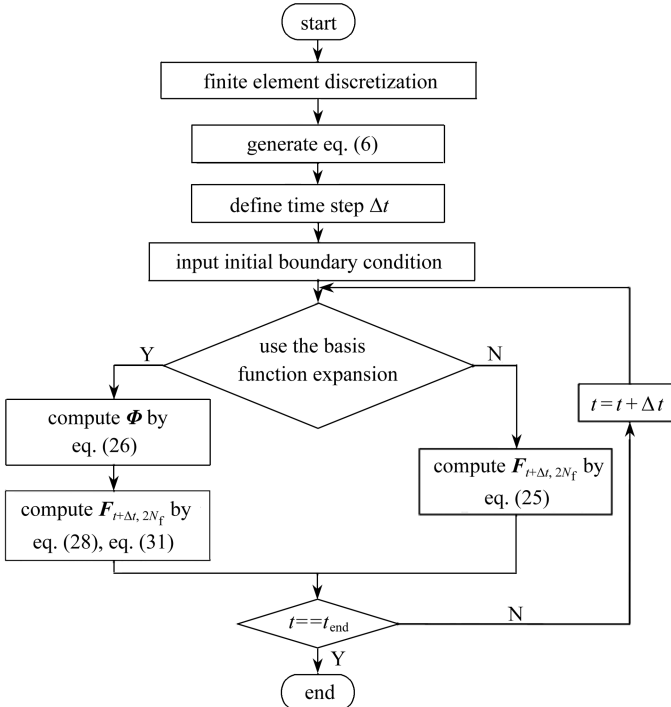 start
finite element discretization
generate eq. (6)
define time step Δt
input initial boundary condition
use the basis
function expansion
Y
N
compute Φ by
eq. (26)
t = t + Δt
compute F_{t+Δt, 2N_f} by
eq. (25)
compute F_{t+Δt, 2N_f} by
eq. (28), eq. (31)
t==t_end
N
Y
end